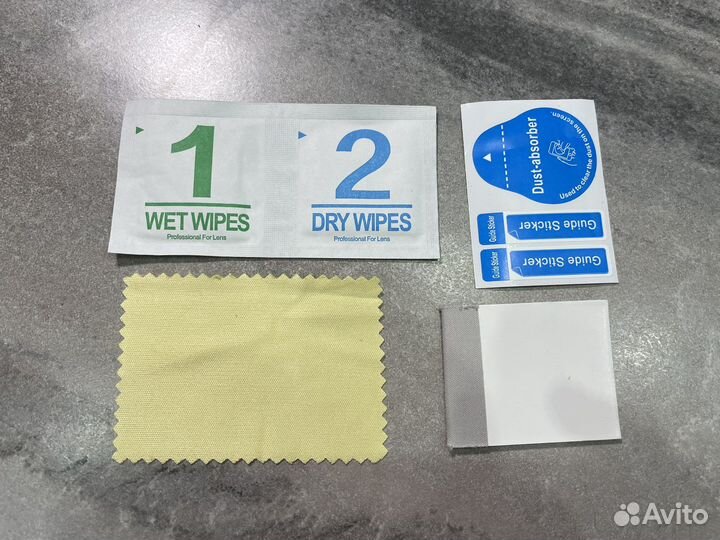 1
WET WIPES
Professional For Lens
2
DRY WIPES
Professional For Lens
Dust-absorber
Used to clear the dust on the screen.
Guide Sticker
Guide Sticker
Guide Sticker
Guide Sticker
Avito